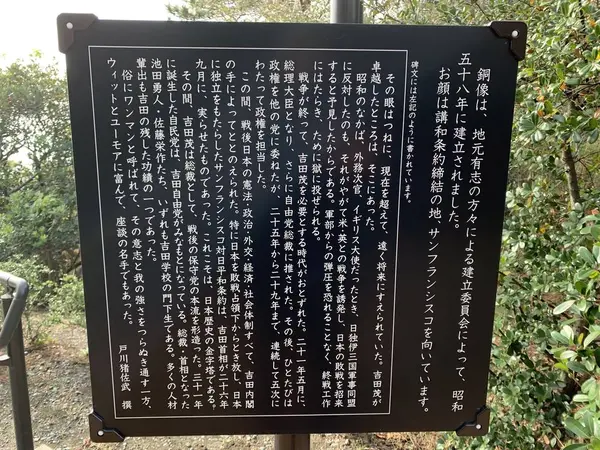 銅像は、地元有志の方々による建立委員会によって、昭和
五十八年に建立されました。
お顔は講和条約締結の地、サンフランシスコを向いています。
碑文には左記のように書かれています。
その眼はつねに、現在を超えて、遠く将来にすえられていた。吉田茂が
卓越したところは、そこにあった。
昭和のなかば、外務次官、イギリス大使だったとき、日独伊三国軍事同盟
に反対したのも、それがやがて米・英との戦争を誘発し、日本の敗戦を招来
すると予見したからである。軍部からの弾圧を恐れることなく、終戦工作
にはたらき、ために獄に投ぜられる。
戦争が終って、吉田茂を必要とする時代がおとずれた。二十一年五月に、
総理大臣となり、さらに自由党総裁に推された。その後、ひとたびは
政権を他の党に委ねたが、二十五年から二十九年まで、連続して五次に
わたって政権を担当した。
この間、戦後日本の憲法、政治・外交・経済・社会体制すべて、吉田内閣
の手によってととのえられた。特に日本を敗戦占領下からとき放し、日本
に独立をもたらしたサンフランシスコ対日平和条約は、吉田首相が二十六年
九月に、実らせたものであった。これこそは、日本歴史の金字塔である。
その間、吉田茂は総裁として、戦後の保守党の本流を形造った。三十一年
に誕生した自民党は、吉田自由党がみなもとになっている。総裁、首相となった
池田勇人・佐藤栄作たち、いずれも吉田学校の門下生である。多くの人材
輩出も吉田の残した功績の一つであった。
俗にワンマンと呼ばれて、その意志と我の強さをつらぬき通す一方、
ウィットとユーモアに富んで、座談の名手でもあった。
戸川猪佐武 撰